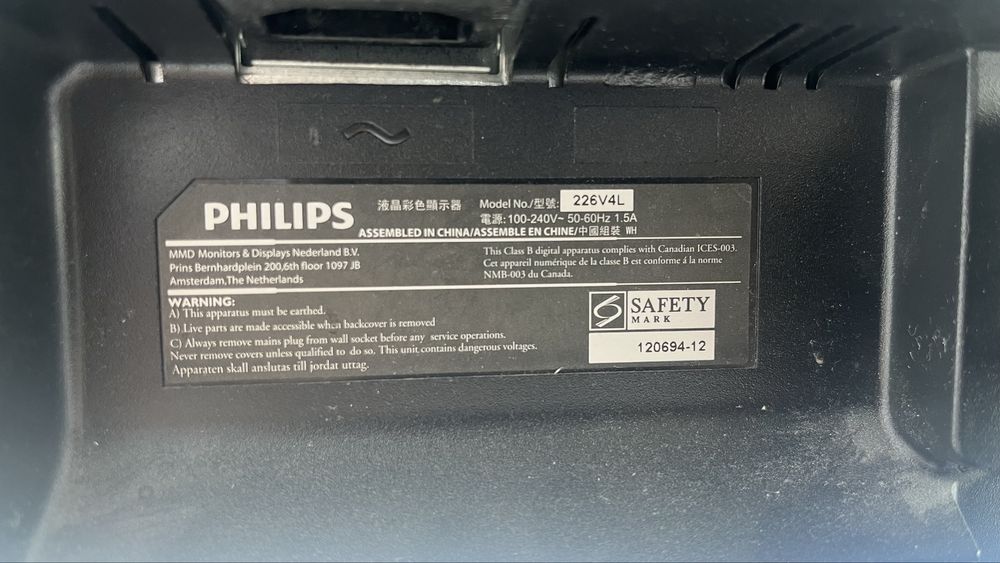 PHILIPS
液晶彩色顯示器
Model No./型號: 226V4L
電源: 100-240V~ 50-60Hz 1.5A
ASSEMBLED IN CHINA/ASSEMBLE EN CHINE/中國組裝 WH
MMD Monitors & Displays Nederland B.V.
Prins Bernhardplein 200,6th floor 1097 JB
Amsterdam,The Netherlands
This Class B digital apparatus complies with Canadian ICES-003.
Cet appareil numérique de la classe B est conforme á la norme
NMB-003 du Canada.
WARNING:
A) This apparatus must be earthed.
B) Live parts are made accessible when backcover is removed
C) Always remove mains plug from wall socket before any service operations.
Never remove covers unless qualified to do so. This unit contains dangerous voltages.
Apparaten skall anslutas till jordat uttag.
SAFETY
MARK
120694-12